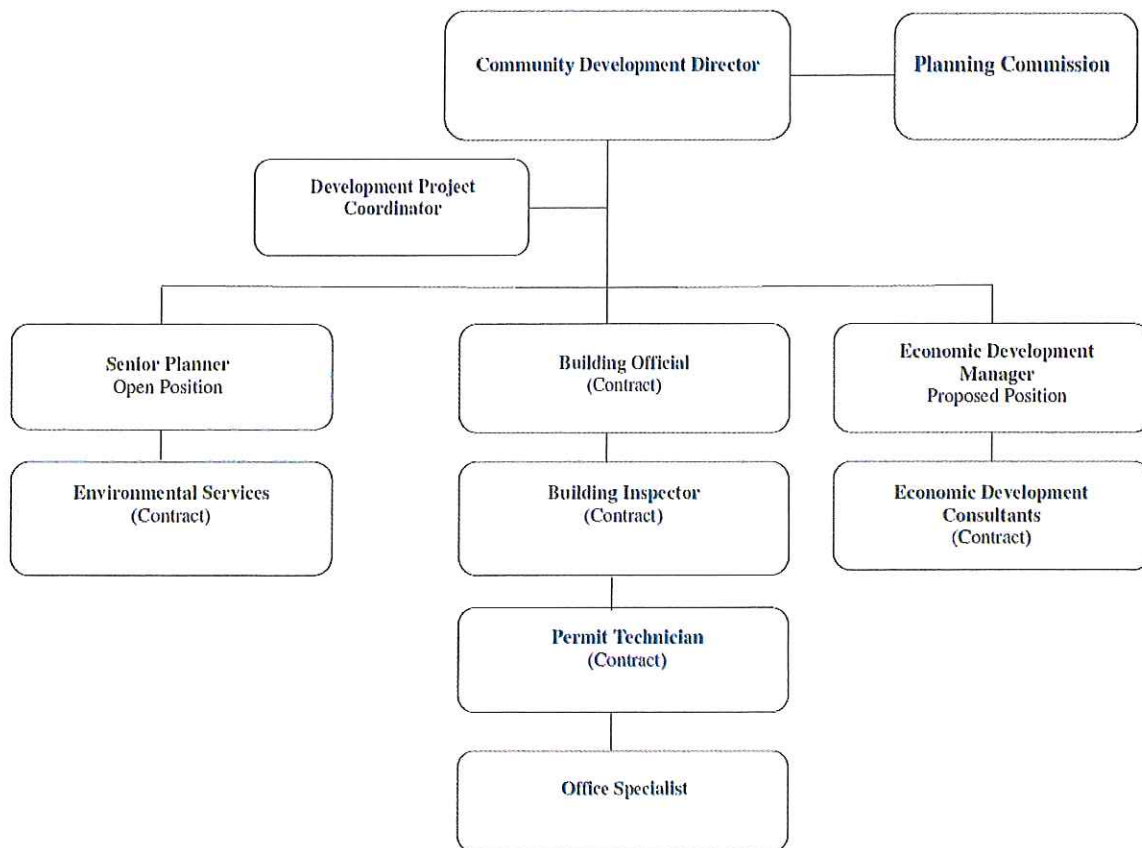 Community Development Director
Planning Commission
Development Project
Coordinator
Senior Planner
Open Position
Building Official
(Contract)
Economic Development
Manager
Proposed Position
Environmental Services
(Contract)
Building Inspector
(Contract)
Economic Development
Consultants
(Contract)
Permit Technician
(Contract)
Office Specialist